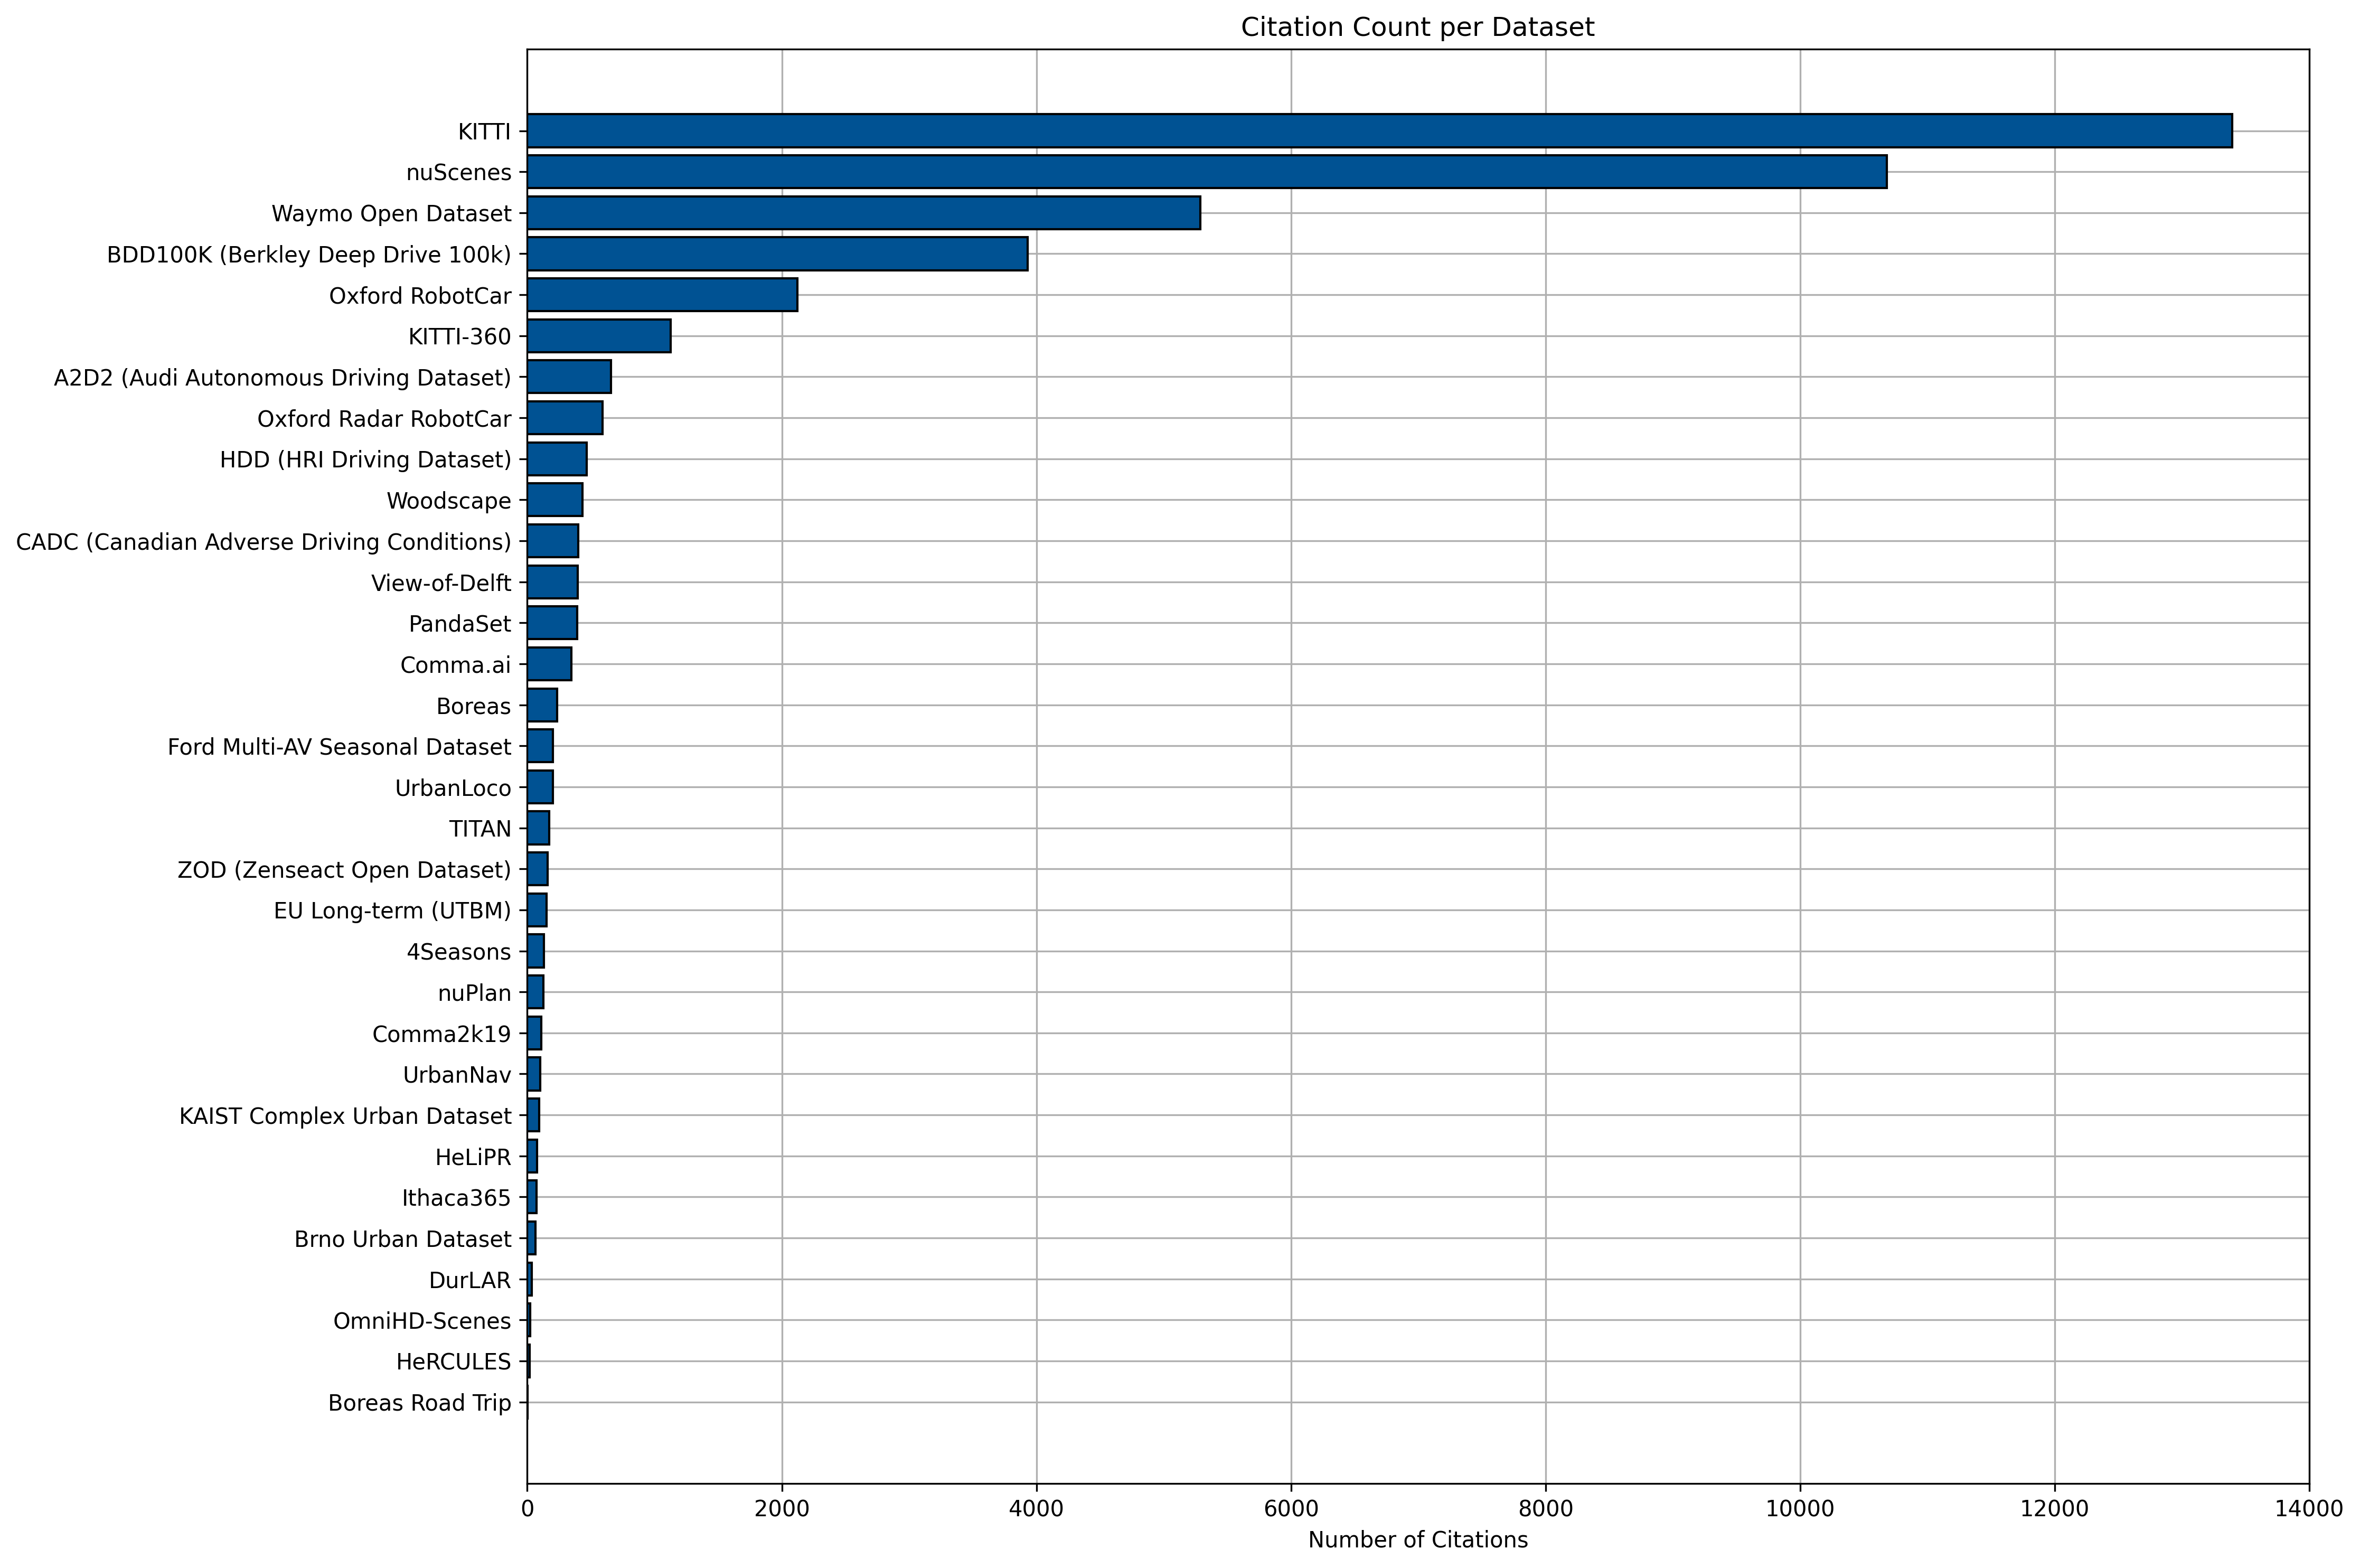 Citation Count per Dataset
KITTI
nuScenes
Waymo Open Dataset
BDD100K (Berkley Deep Drive 100k)
Oxford RobotCar
KITTI-360
A2D2 (Audi Autonomous Driving Dataset)
Oxford Radar RobotCar
HDD (HRI Driving Dataset)
Woodscape
CADC (Canadian Adverse Driving Conditions)
View-of-Delft
PandaSet
Comma.ai
Boreas
Ford Multi-AV Seasonal Dataset
UrbanLoco
TITAN
ZOD (Zenseact Open Dataset)
EU Long-term (UTBM)
4Seasons
nuPlan
Comma2k19
UrbanNav
KAIST Complex Urban Dataset
HeLiPR
Ithaca365
Brno Urban Dataset
DurLAR
OmniHD-Scenes
HeRCULES
Boreas Road Trip
0 2000 4000 6000 8000 10000 12000 14000
Number of Citations